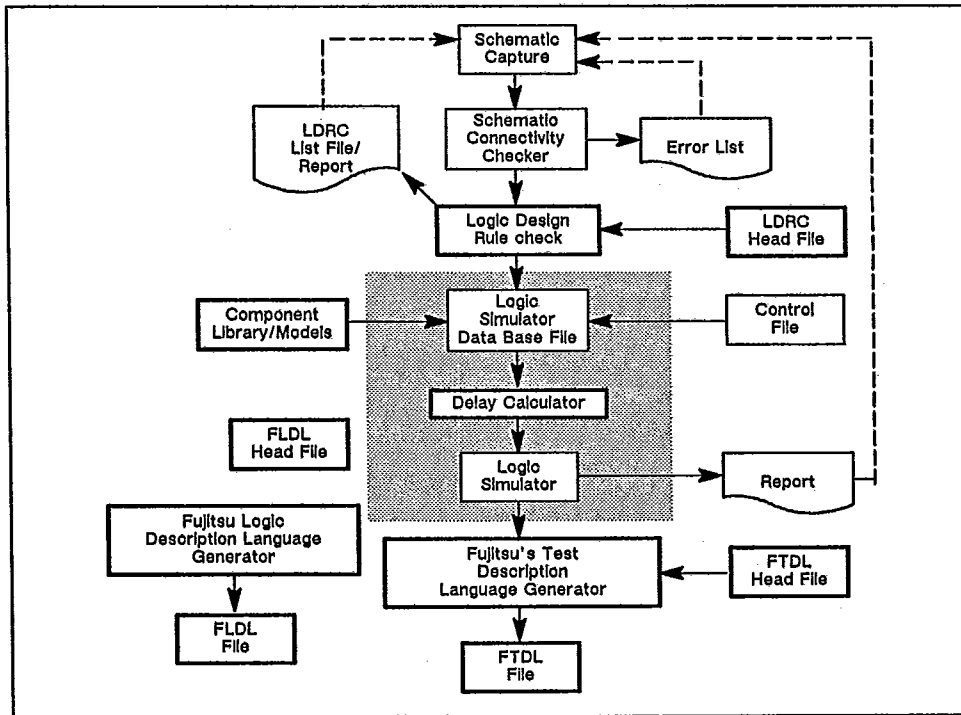 Schematic
Capture
LDRC
List File/
Report
Schematic
Connectivity
Checker
Error List
Logic Design
Rule check
LDRC
Head File
Component
Library/Models
Logic
Simulator
Data Base File
Control
File
Delay Calculator
FLDL
Head File
Logic
Simulator
Report
Fujitsu Logic
Description Language
Generator
Fujitsu's Test
Description
Language Generator
FTDL
Head File
FLDL
File
FTDL
File